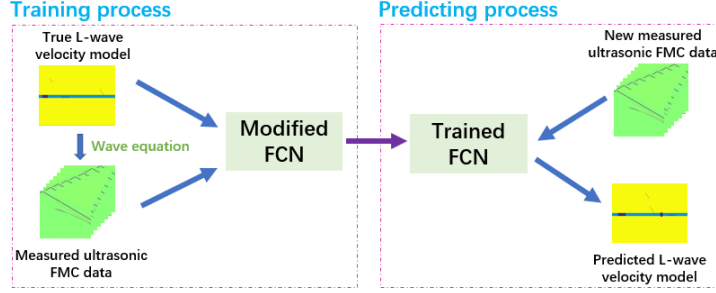 Training process
True L-wave
velocity model
Wave equation
Measured ultrasonic
FMC data
Modified
FCN
Predicting process
Trained
FCN
New measured
ultrasonic FMC data
Predicted L-wave
velocity model